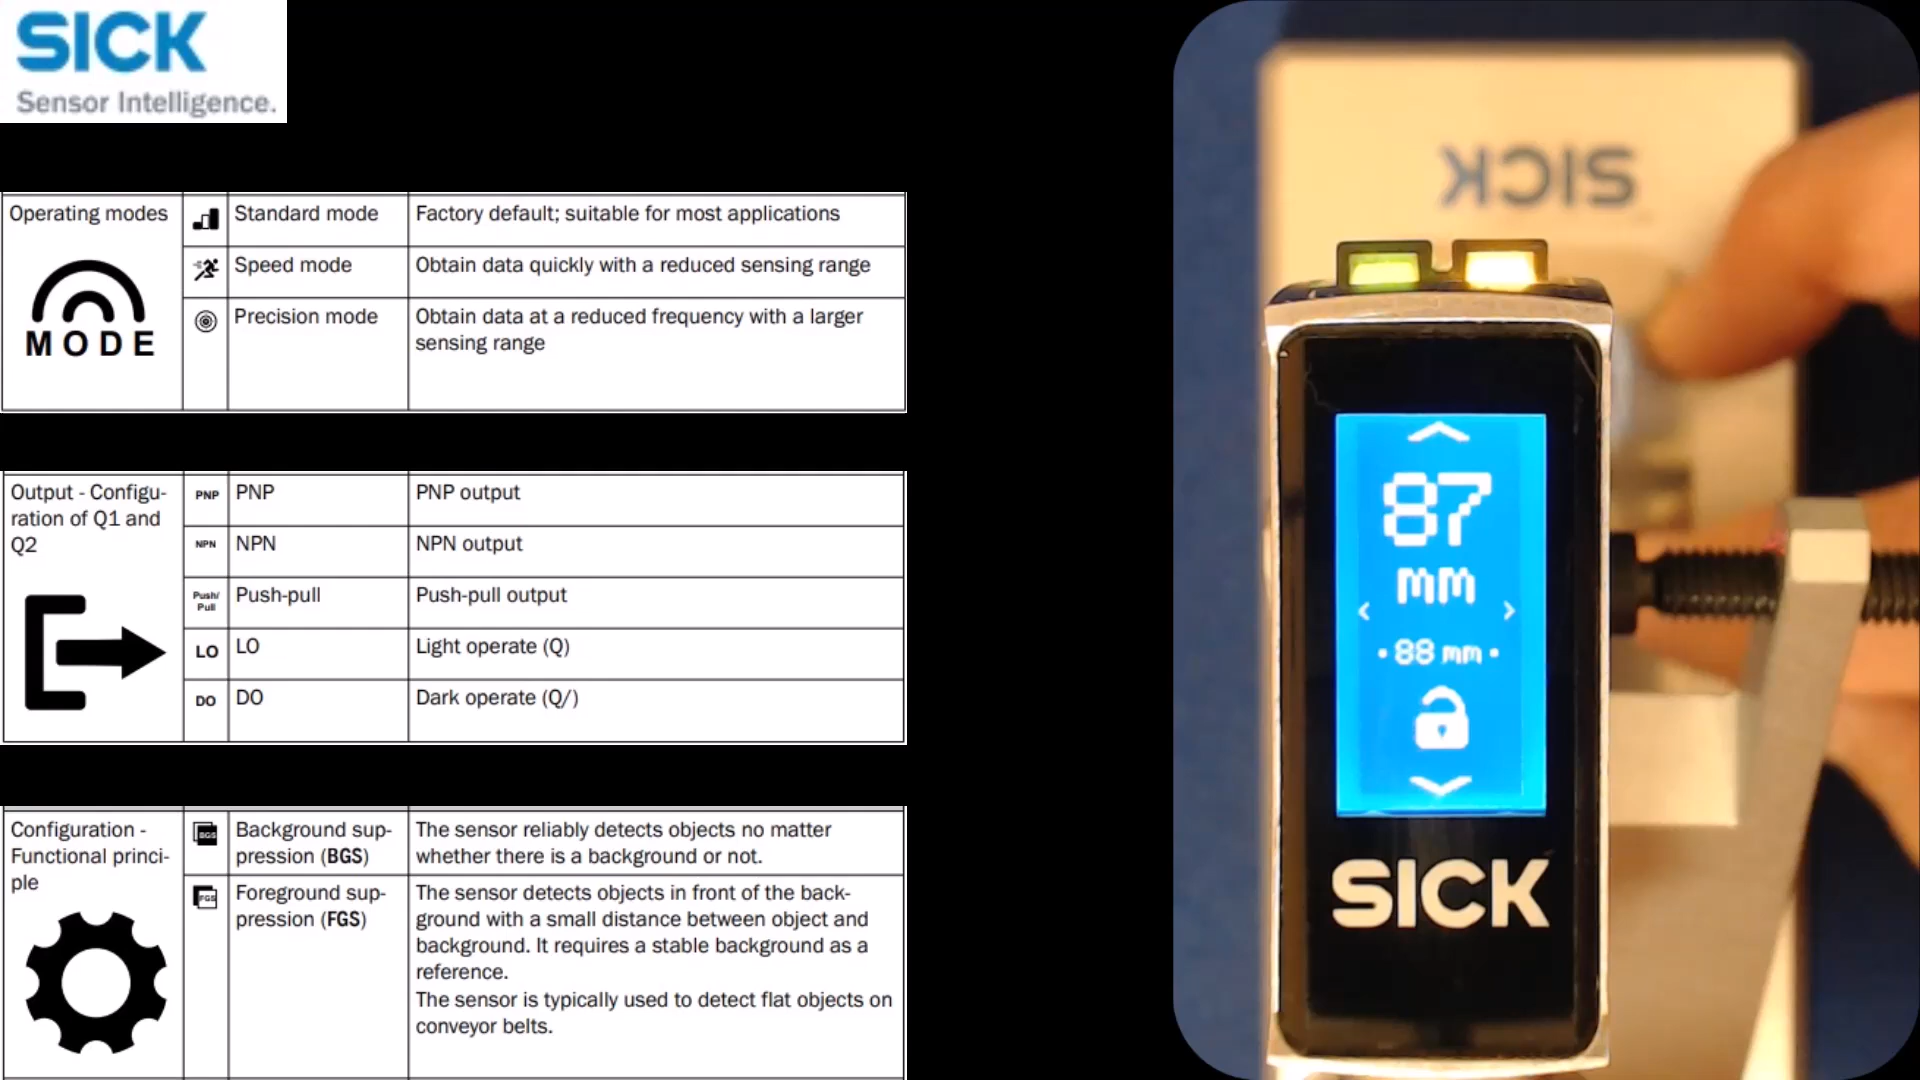 SICK
Sensor Intelligence.
Operating modes
MODE
Standard mode
Factory default; suitable for most applications
Speed mode
Obtain data quickly with a reduced sensing range
Precision mode
Obtain data at a reduced frequency with a larger
sensing range
Output - Configu-
ration of Q1 and
Q2
PNP
PNP
PNP output
NPN
NPN
NPN output
Push/
Pull
Push-pull
Push-pull output
LO
LO
Light operate (Q)
DO
DO
Dark operate (Q/)
Configuration -
Functional princi-
ple
BGS
Background sup-
pression (BGS)
The sensor reliably detects objects no matter
whether there is a background or not.
FGS
Foreground sup-
pression (FGS)
The sensor detects objects in front of the back-
ground with a small distance between object and
background. It requires a stable background as a
reference.
The sensor is typically used to detect flat objects on
conveyor belts.
SICK
87
mm
88 mm
SICK